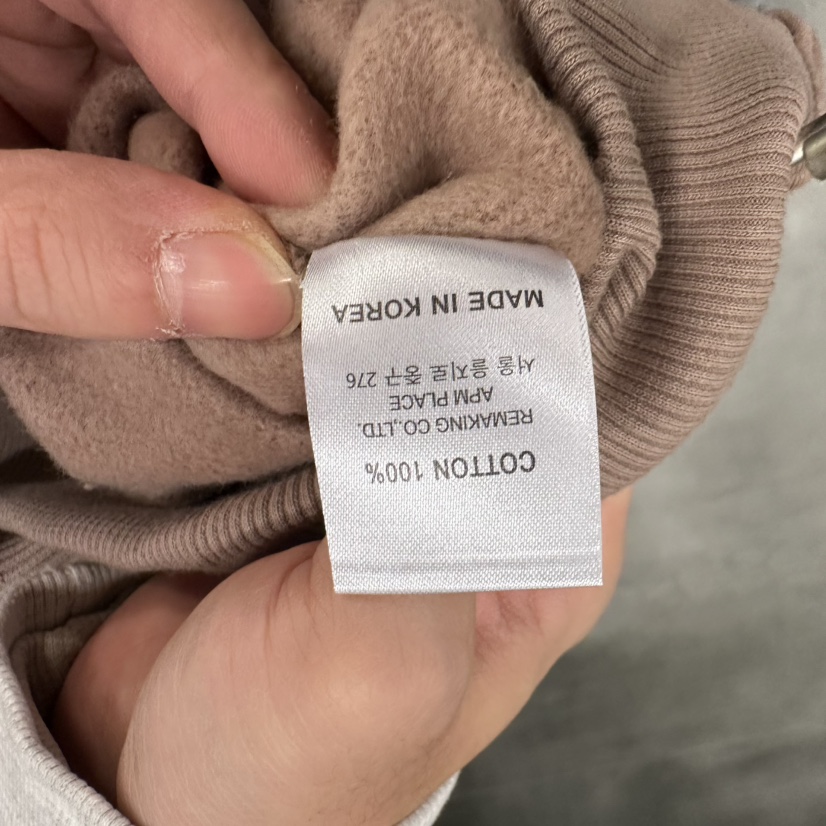 COTTON 100%
REMAKING CO.,LTD.
APM PLACE
서울 을지로 중구 276
MADE IN KOREA